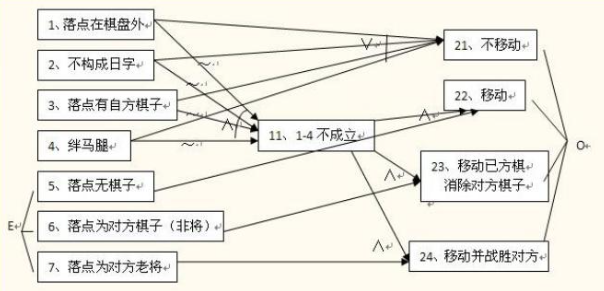 1、落点在棋盘外
2、不构成日字
3、落点有自方棋子
4、绊马腿
5、落点无棋子
6、落点为对方棋子（非将）
7、落点为对方老将
E
11、1-4 不成立
21、不移动
22、移动
23、移动已方棋
消除对方棋子
24、移动并战胜对方
O
∨
∧
∧
∧
∧
～
～
～
～